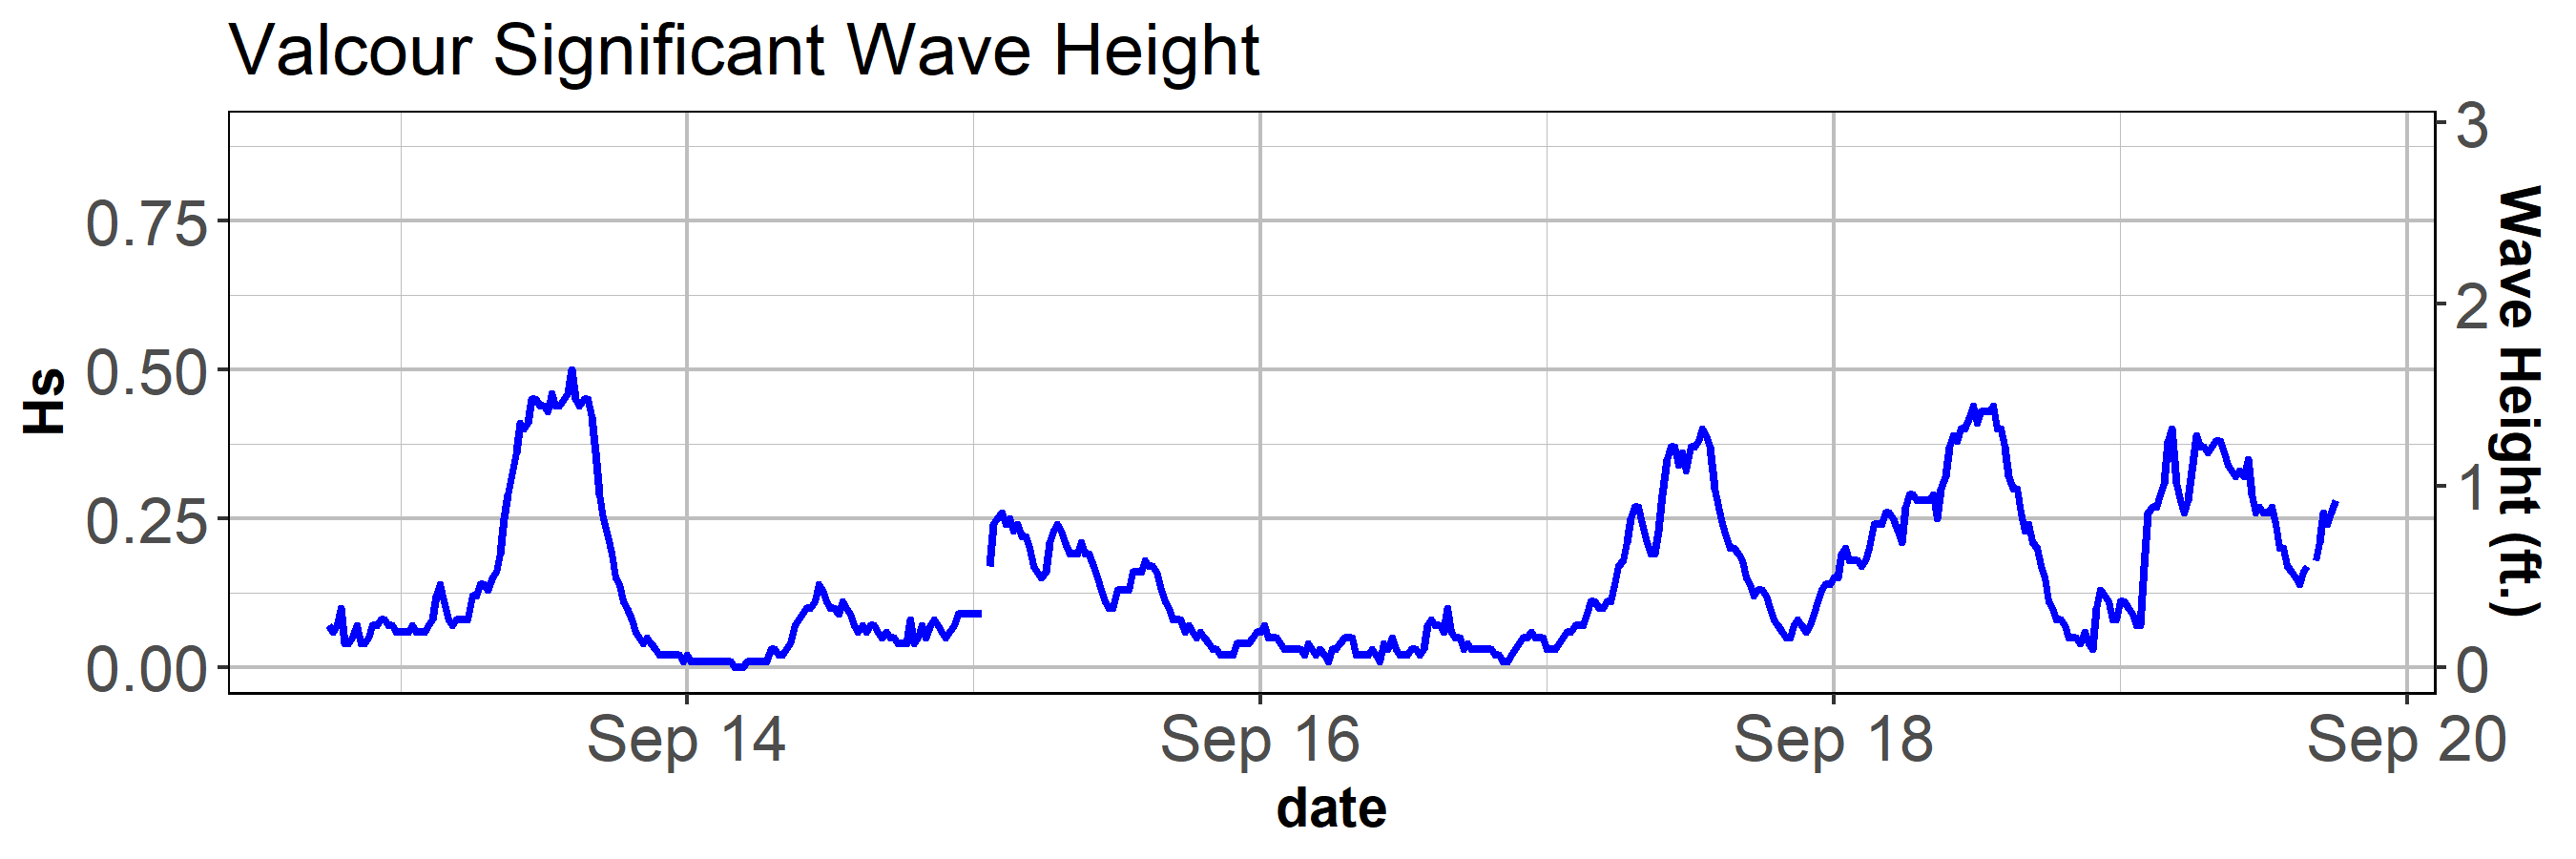 Valcour Significant Wave Height
Hs
0.75
0.50
0.25
0.00
3
2
1
0
Wave Height (ft.)
Sep 14
Sep 16
Sep 18
Sep 20
date